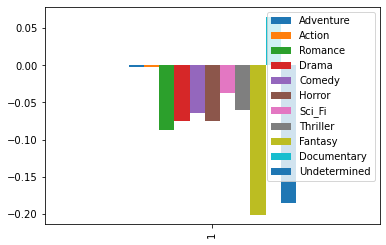 0.05
0.00
−0.05
−0.10
−0.15
−0.20
1
Adventure
Action
Romance
Drama
Comedy
Horror
Sci_Fi
Thriller
Fantasy
Documentary
Undetermined